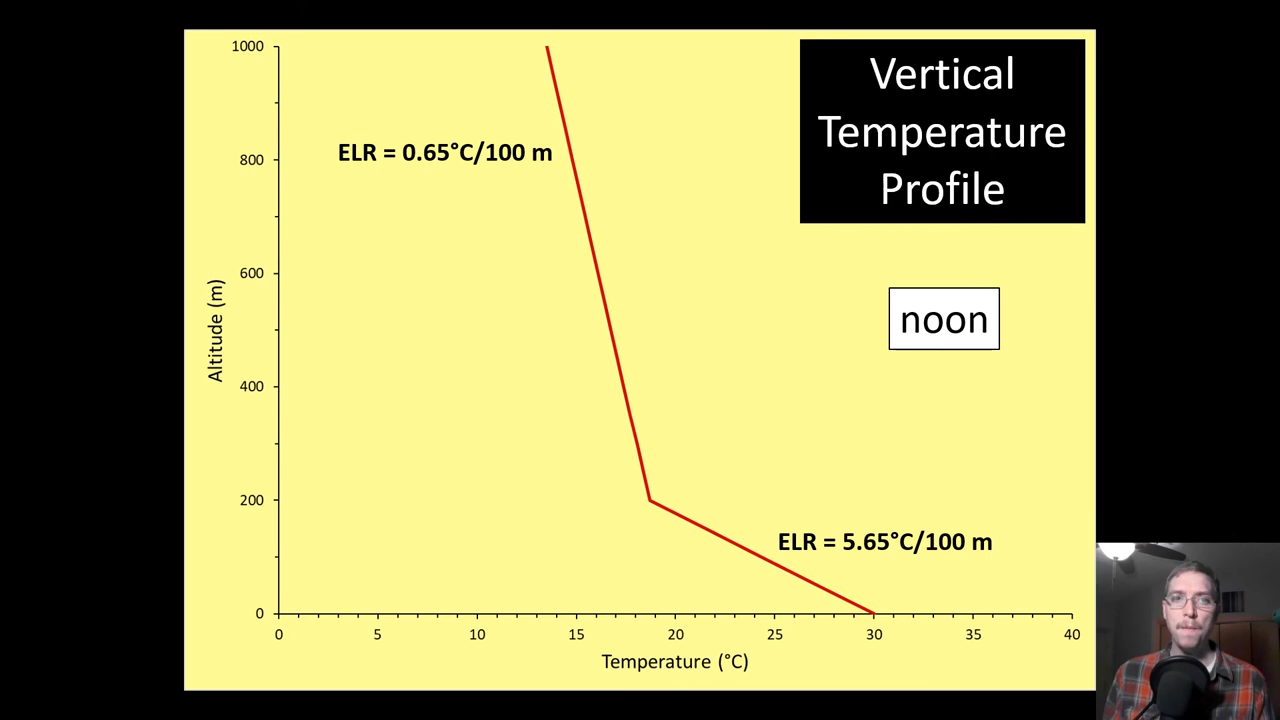 Vertical
Temperature
Profile
noon
ELR = 0.65°C/100 m
ELR = 5.65°C/100 m
Altitude (m)
1000
800
600
400
200
0
0 5 10 15 20 25 30 35 40
Temperature (°C)